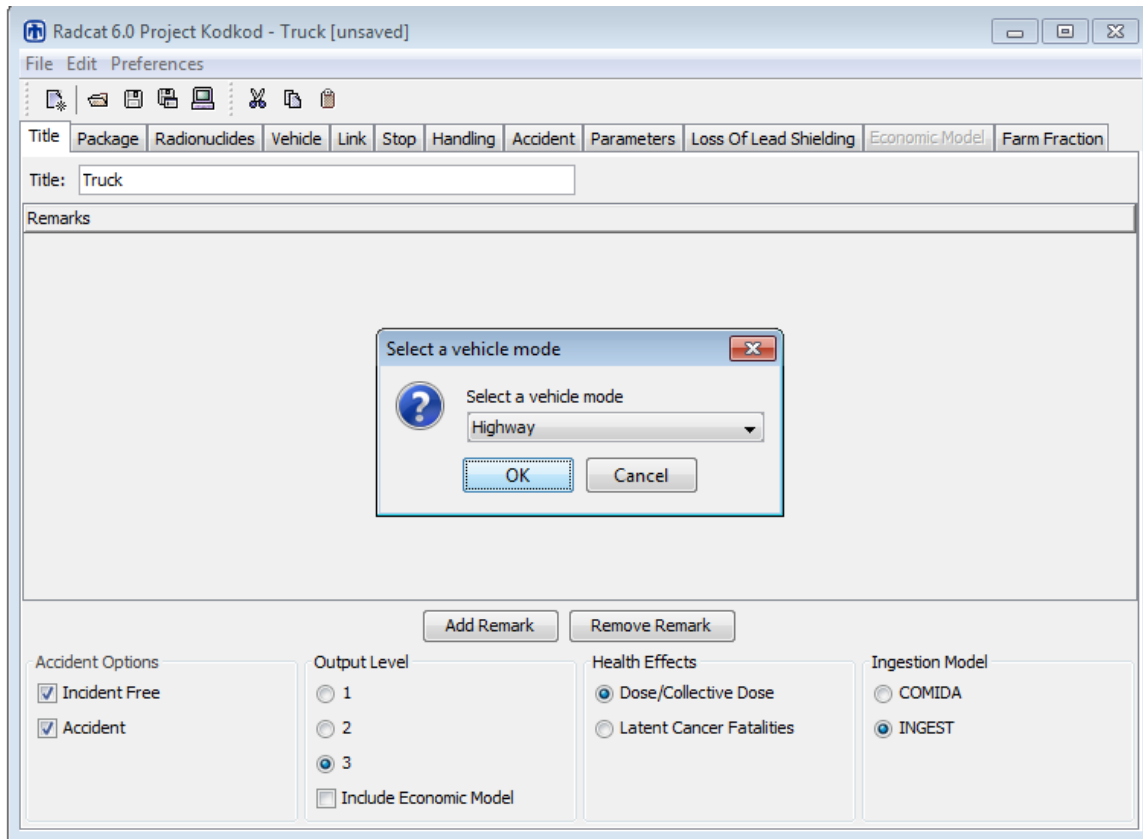 Radcat 6.0 Project Kodkod - Truck [unsaved]
File Edit Preferences
Title Package Radionuclides Vehicle Link Stop Handling Accident Parameters Loss Of Lead Shielding Economic Model Farm Fraction
Title: Truck
Remarks
Select a vehicle mode
Select a vehicle mode
Highway
OK Cancel
Add Remark Remove Remark
Accident Options Output Level Health Effects Ingestion Model
Incident Free 1 Dose/Collective Dose COMIDA
Accident 2 Latent Cancer Fatalities INGEST
3
Include Economic Model